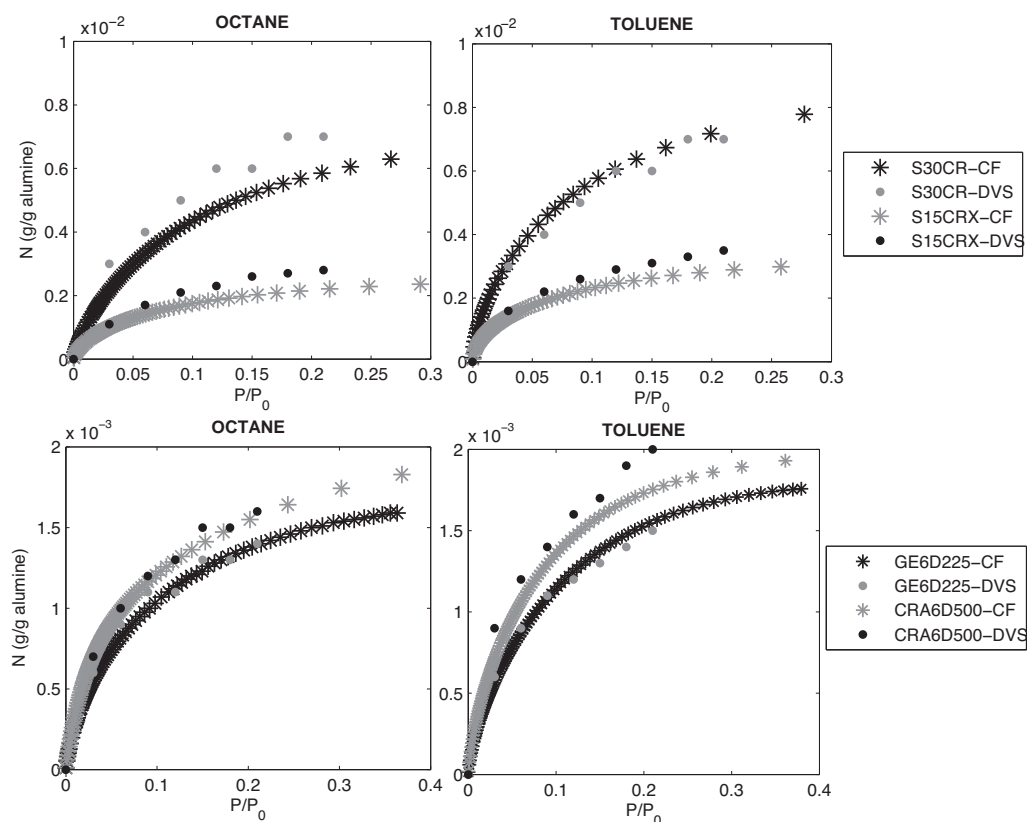 OCTANE
x10⁻²
1
0.8
0.6
0.4
0.2
0
N (g/g alumine)
0 0.05 0.1 0.15 0.2 0.25 0.3
P/P₀
TOLUENE
x 10⁻²
1
0.8
0.6
0.4
0.2
0
0 0.05 0.1 0.15 0.2 0.25 0.3
P/P₀
S30CR−CF
S30CR−DVS
S15CRX−CF
S15CRX−DVS
OCTANE
x 10⁻³
2
1.5
1
0.5
0
N (g/g alumine)
0 0.1 0.2 0.3 0.4
P/P₀
TOLUENE
x 10⁻³
2
1.5
1
0.5
0
0 0.1 0.2 0.3 0.4
P/P₀
GE6D225−CF
GE6D225−DVS
CRA6D500−CF
CRA6D500−DVS